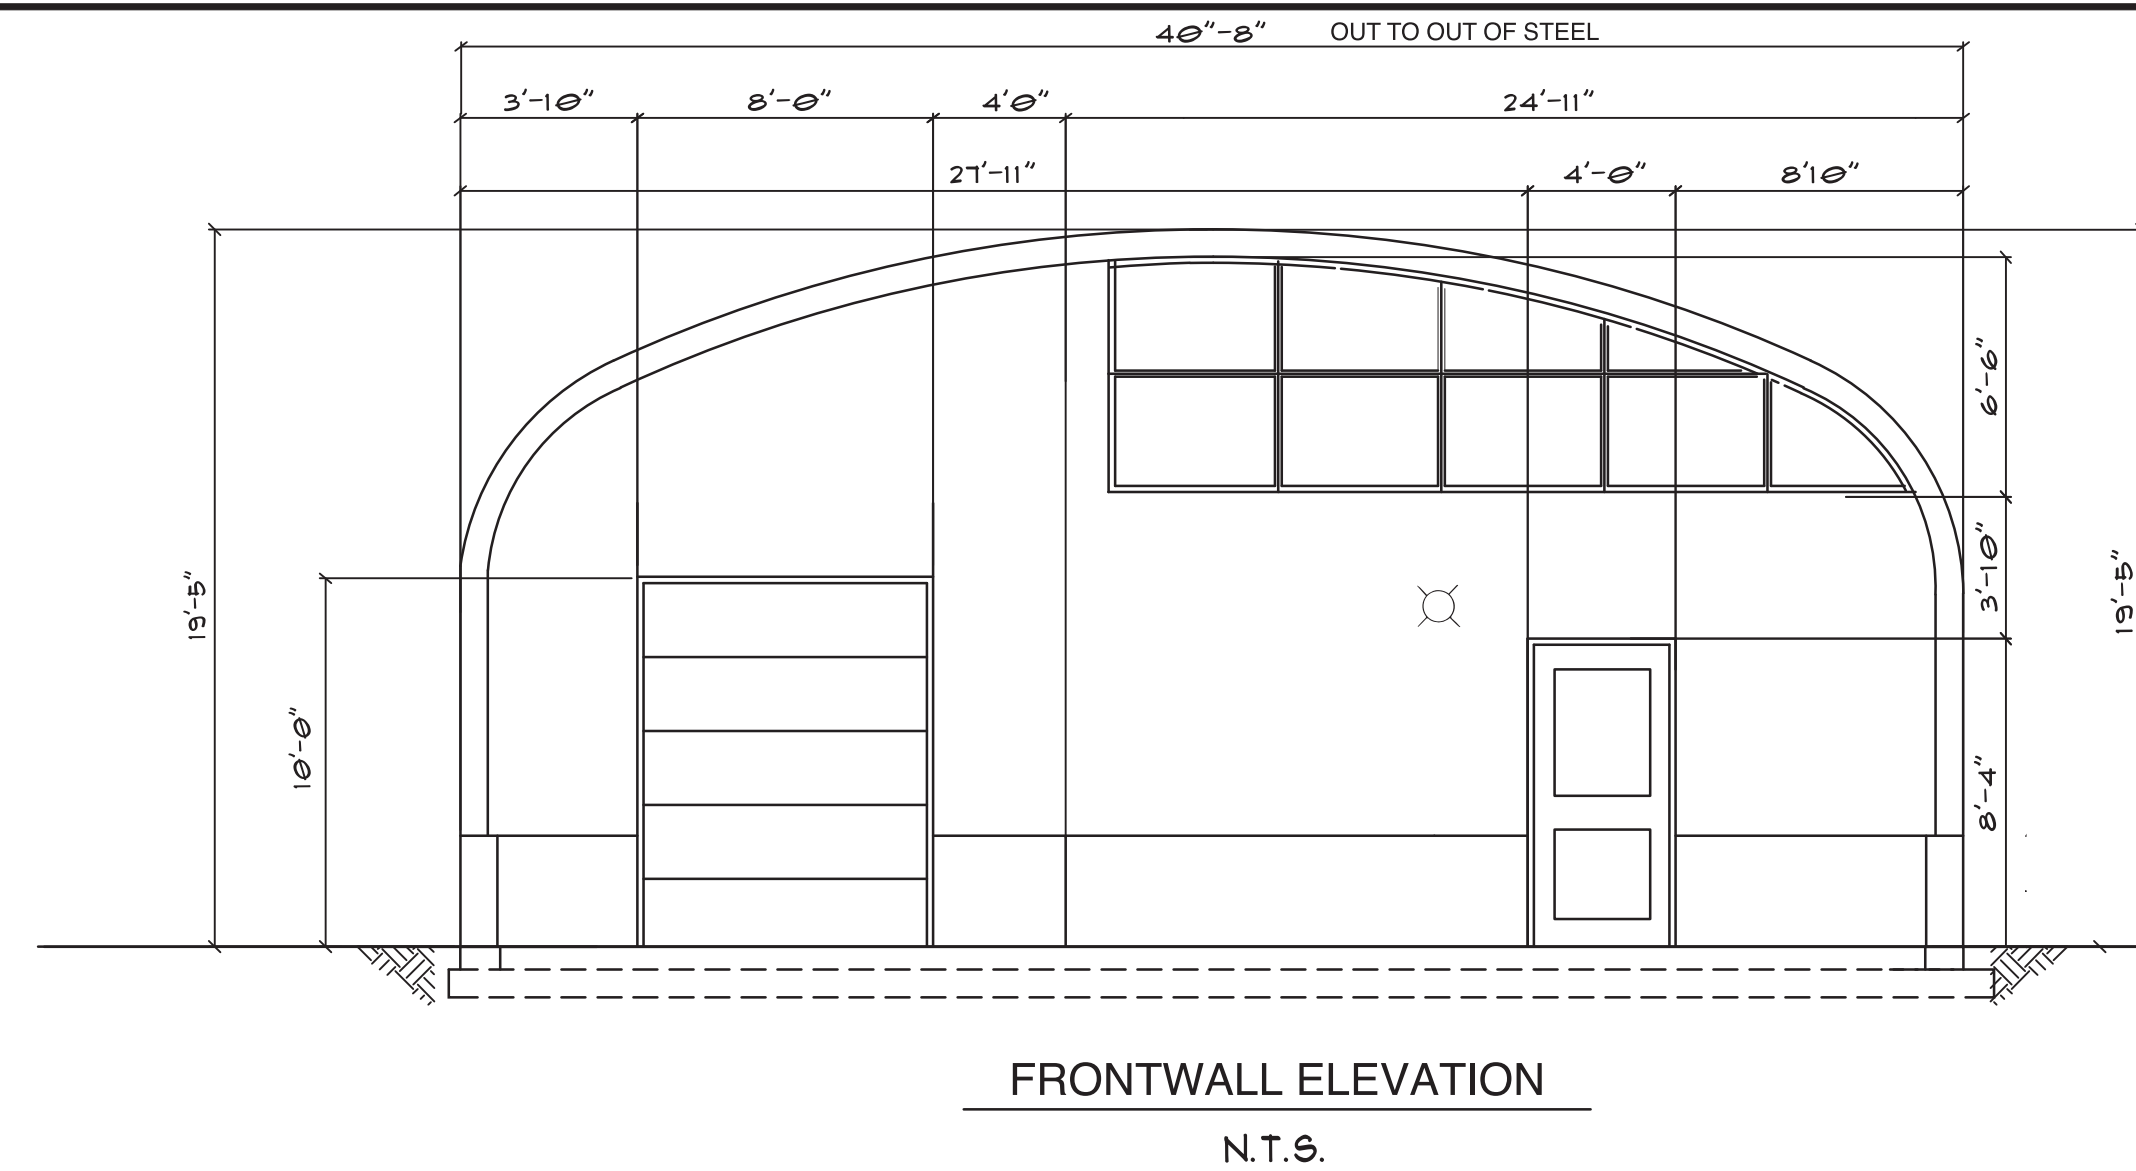 40"-8" OUT TO OUT OF STEEL
3'-10" 8'-0" 4'0" 24'-11"
27'-11" 4'-0" 8'10"
6'-6"
3'-10"
19'-5"
19'-5"
10'-0"
8'-4"
FRONTWALL ELEVATION
N.T.S.